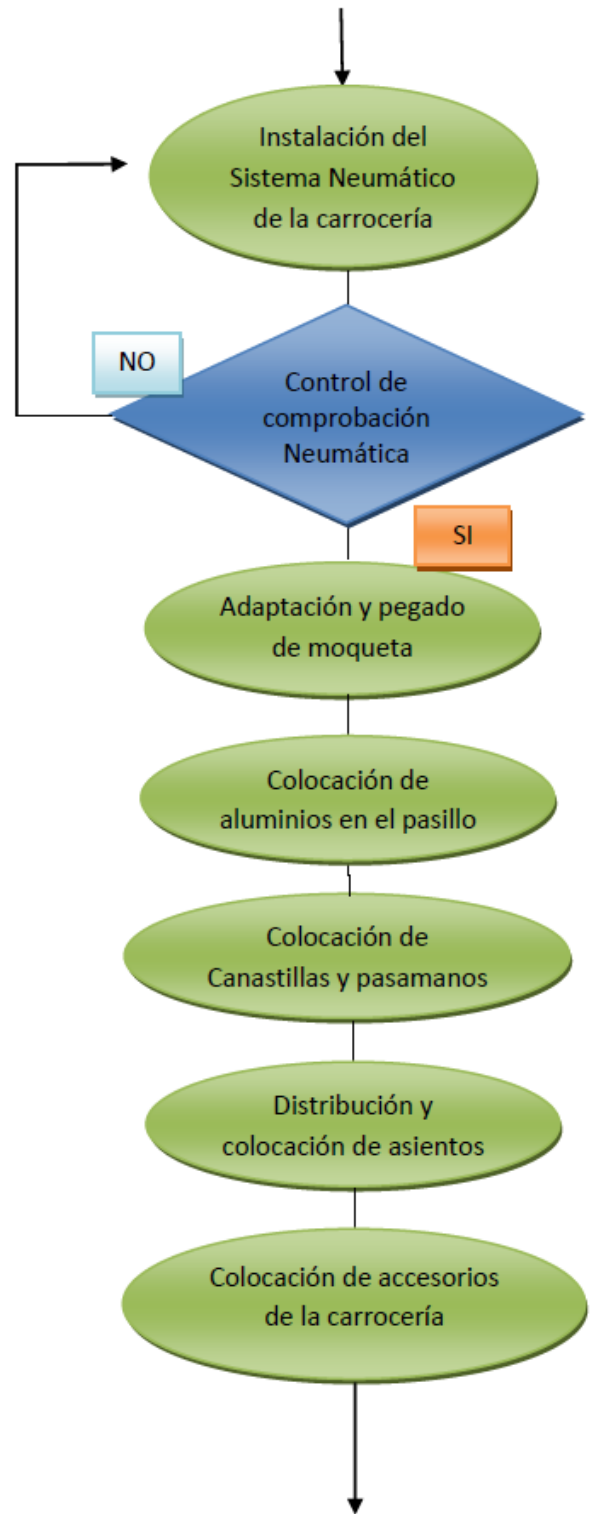 Instalación del
Sistema Neumático
de la carrocería
NO
Control de
comprobación
Neumática
SI
Adaptación y pegado
de moqueta
Colocación de
aluminios en el pasillo
Colocación de
Canastillas y pasamanos
Distribución y
colocación de asientos
Colocación de accesorios
de la carrocería